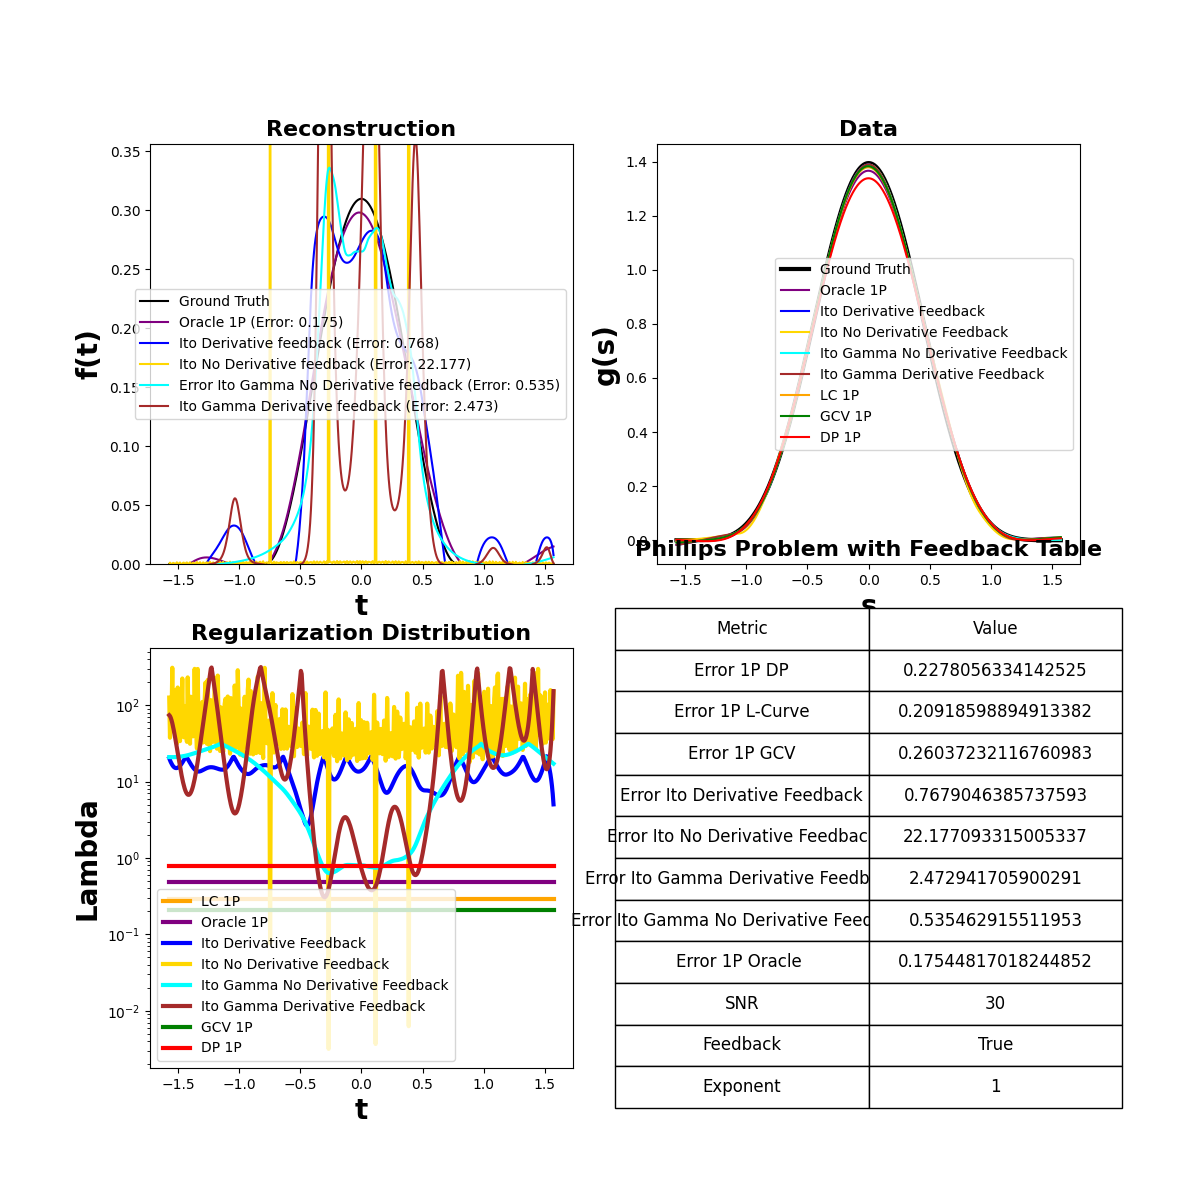 Reconstruction
f(t)
0.35
0.30
0.25
0.20
0.15
0.10
0.05
0.00
Ground Truth
Oracle 1P (Error: 0.175)
Ito Derivative feedback (Error: 0.768)
Ito No Derivative feedback (Error: 22.177)
Error Ito Gamma No Derivative feedback (Error: 0.535)
Ito Gamma Derivative feedback (Error: 2.473)
−1.5 −1.0 −0.5 0.0 0.5 1.0 1.5
t
Data
g(s)
1.4
1.2
1.0
0.8
0.6
0.4
0.2
0.0
Ground Truth
Oracle 1P
Ito Derivative Feedback
Ito No Derivative Feedback
Ito Gamma No Derivative Feedback
Ito Gamma Derivative Feedback
LC 1P
GCV 1P
DP 1P
−1.5 −1.0 −0.5 0.0 0.5 1.0 1.5
s
Regularization Distribution
Lambda
10²
10¹
10⁰
10⁻¹
10⁻²
LC 1P
Oracle 1P
Ito Derivative Feedback
Ito No Derivative Feedback
Ito Gamma No Derivative Feedback
Ito Gamma Derivative Feedback
GCV 1P
DP 1P
−1.5 −1.0 −0.5 0.0 0.5 1.0 1.5
t
Phillips Problem with Feedback Table
Metric Value
Error 1P DP 0.2278056334142525
Error 1P L-Curve 0.20918598894913382
Error 1P GCV 0.26037232116760983
Error Ito Derivative Feedback 0.7679046385737593
Error Ito No Derivative Feedbac 22.177093315005337
Error Ito Gamma Derivative Feedb 2.472941705900291
Error Ito Gamma No Derivative Feec 0.535462915511953
Error 1P Oracle 0.17544817018244852
SNR 30
Feedback True
Exponent 1